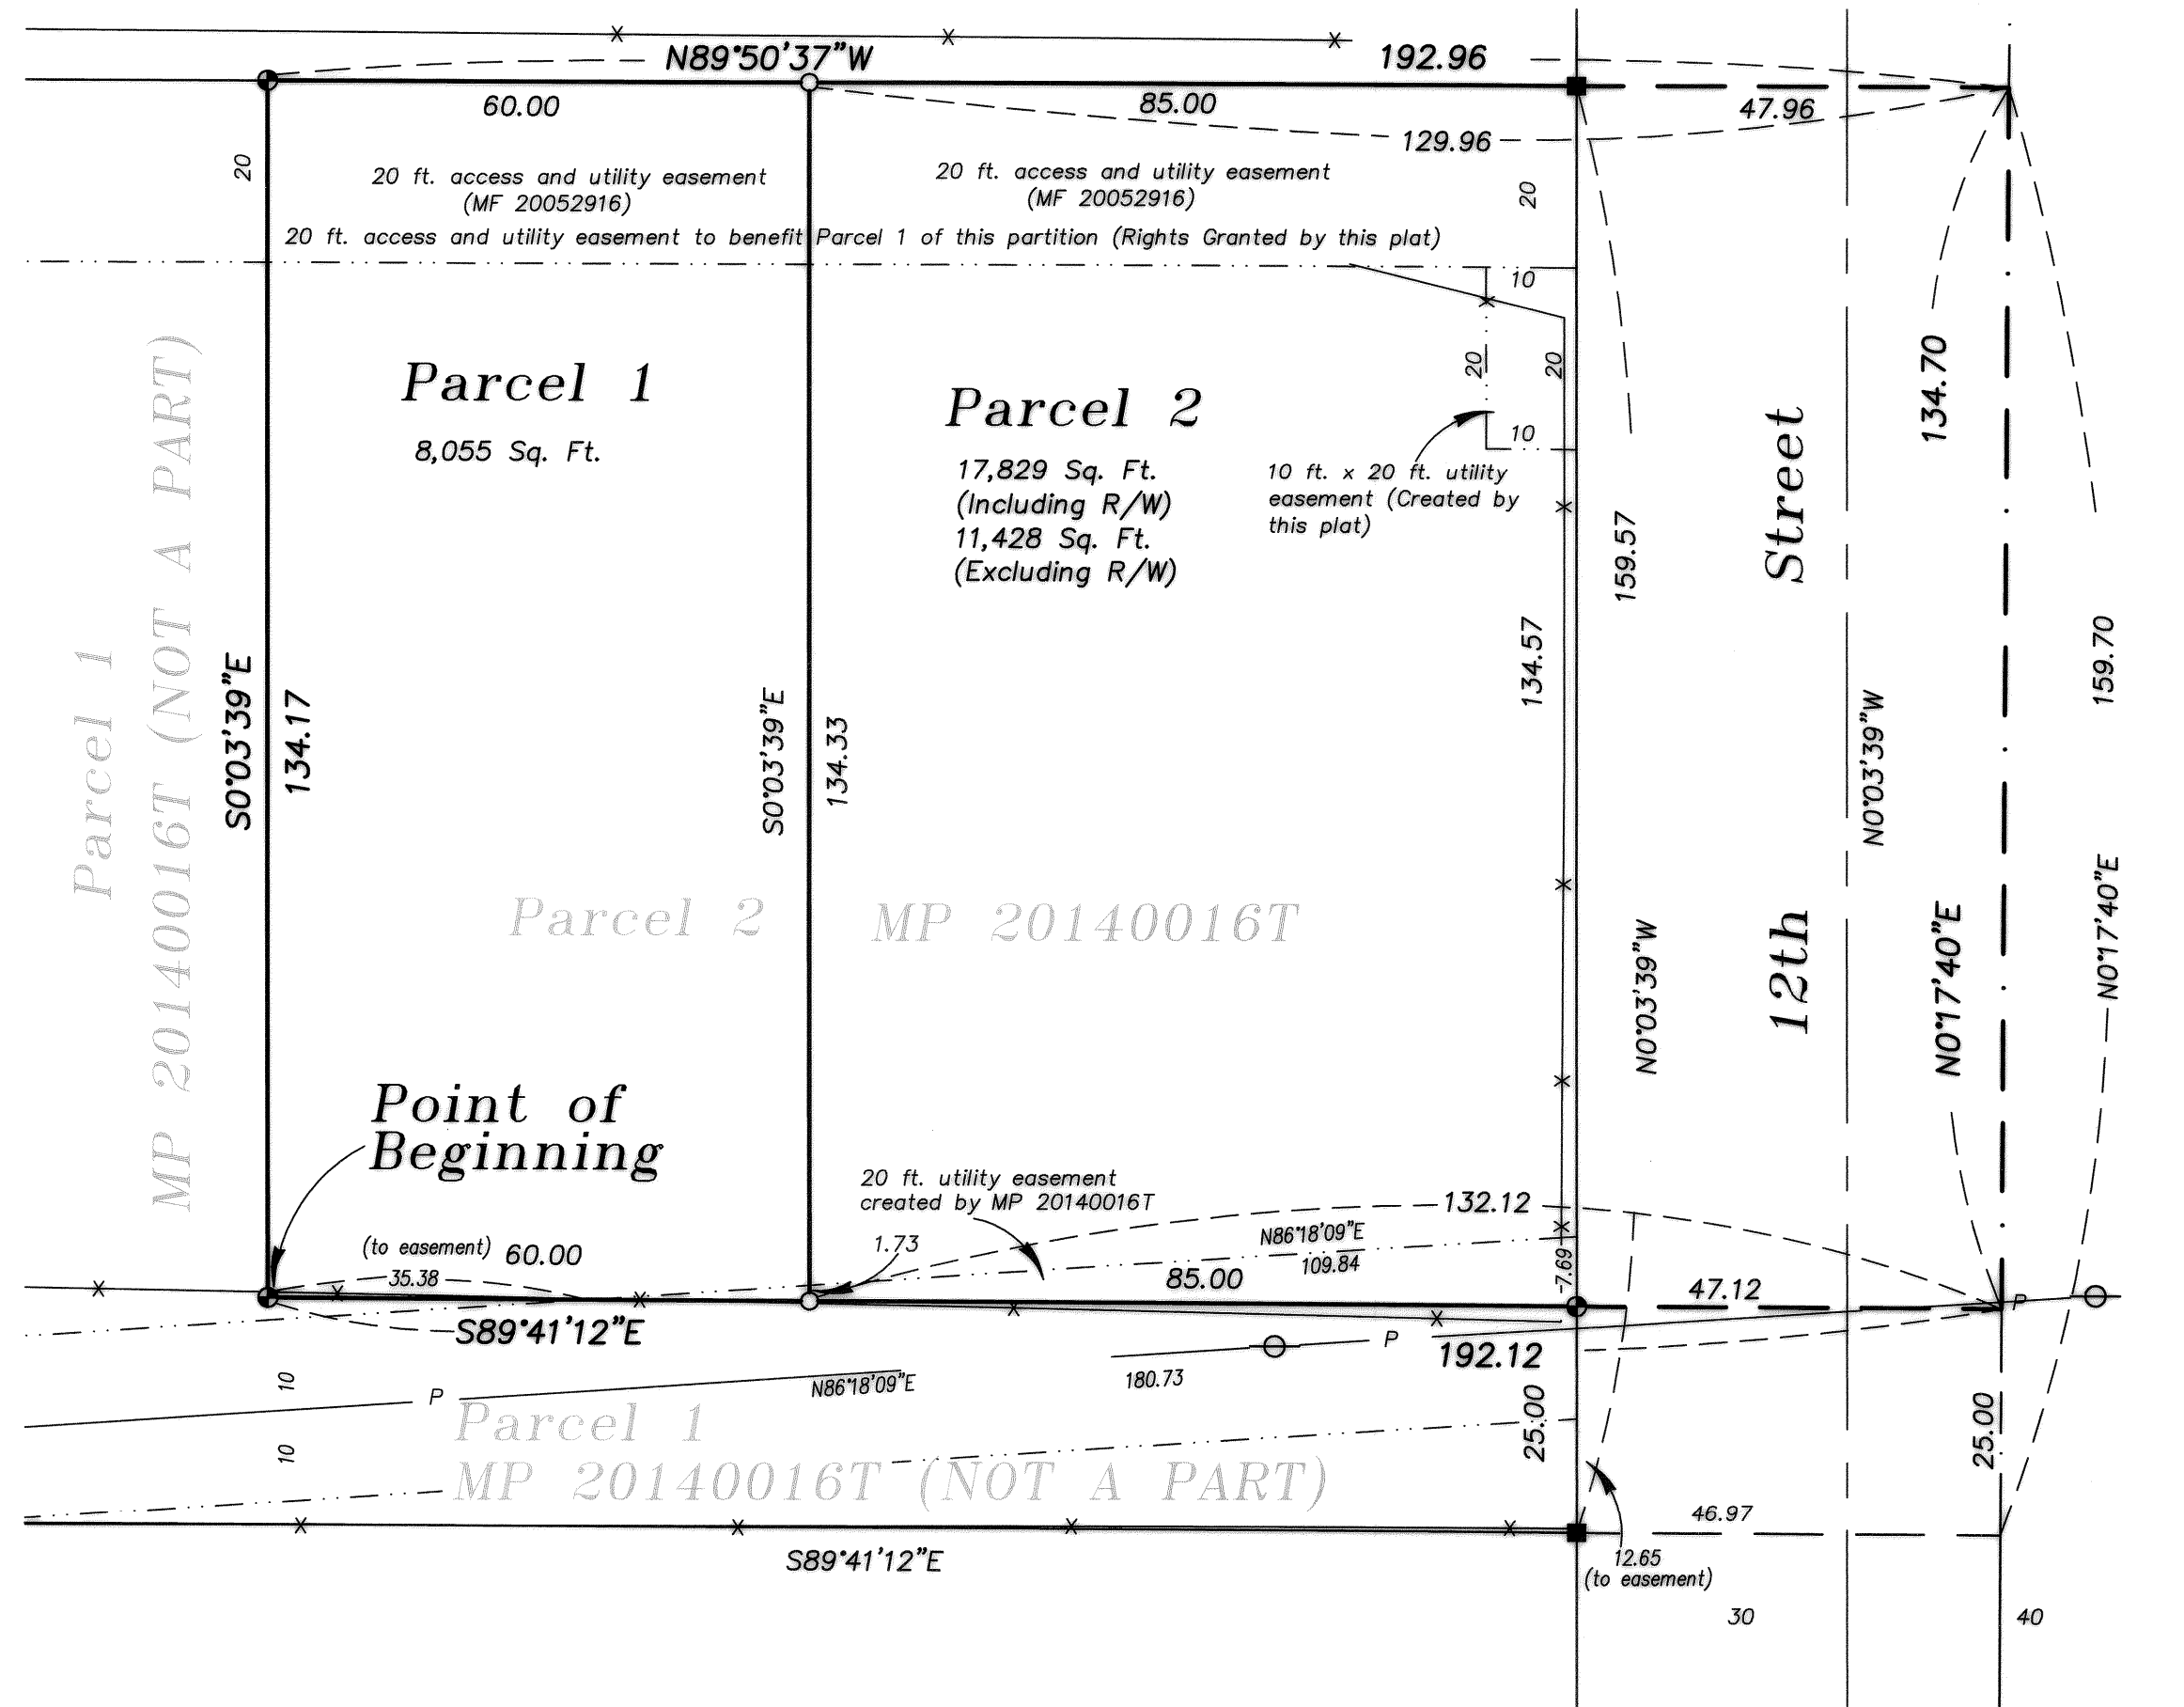 N89°50'37"W
192.96
60.00
85.00
47.96
129.96
20
20 ft. access and utility easement
(MF 20052916)
20 ft. access and utility easement
(MF 20052916)
20
20 ft. access and utility easement to benefit Parcel 1 of this partition (Rights Granted by this plat)
10
20
20
10
Parcel 1
8,055 Sq. Ft.
Parcel 2
17,829 Sq. Ft.
(Including R/W)
11,428 Sq. Ft.
(Excluding R/W)
10 ft. x 20 ft. utility
easement (Created by
this plat)
134.70
159.57
12th Street
159.70
134.57
Parcel 1
MP 20140016T (NOT A PART)
S0°03'39"E
134.17
S0°03'39"E
134.33
N0°03'39"W
N0°03'39"W
N0°17'40"E
N0°17'40"E
Parcel 2 MP 20140016T
Point of
Beginning
20 ft. utility easement
created by MP 20140016T
132.12
(to easement)
60.00
35.38
1.73
N86°18'09"E
109.84
7.69
85.00
47.12
S89°41'12"E
P
P
192.12
10
P
N86°18'09"E
180.73
25.00
25.00
10
Parcel 1
MP 20140016T (NOT A PART)
46.97
S89°41'12"E
12.65
(to easement)
30
40